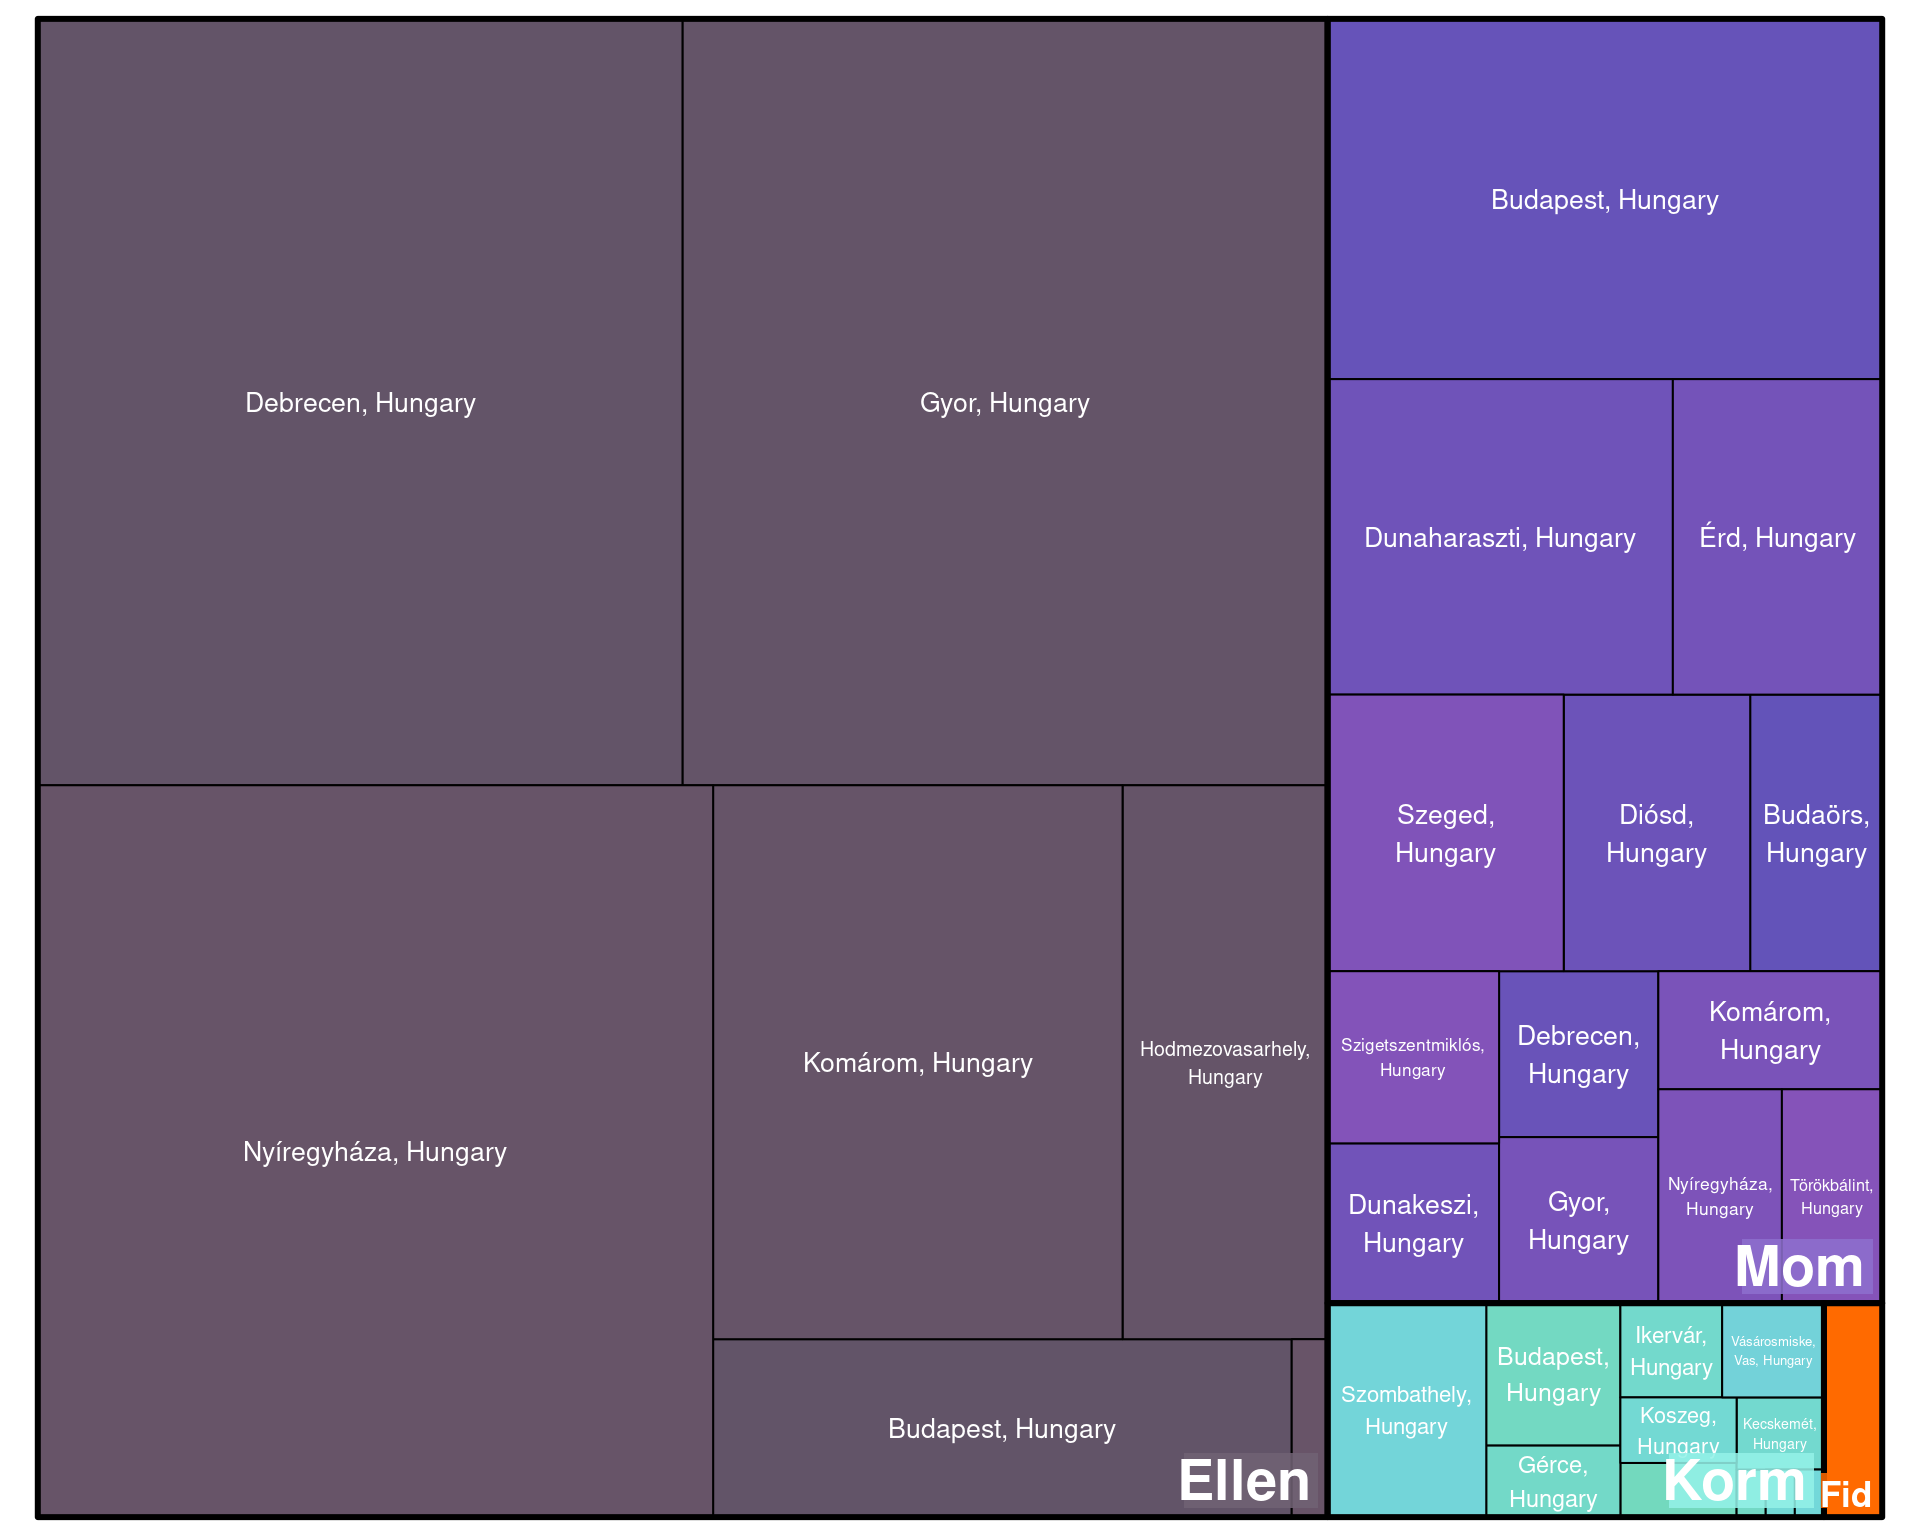 Debrecen, Hungary
Gyor, Hungary
Nyíregyháza, Hungary
Komárom, Hungary
Hodmezovasarhely,
Hungary
Budapest, Hungary
Ellen
Budapest, Hungary
Dunaharaszti, Hungary
Érd, Hungary
Szeged,
Hungary
Diósd,
Hungary
Budaörs,
Hungary
Szigetszentmiklós,
Hungary
Debrecen,
Hungary
Komárom,
Hungary
Dunakeszi,
Hungary
Gyor,
Hungary
Nyíregyháza,
Hungary
Törökbálint,
Hungary
Mom
Szombathely,
Hungary
Budapest,
Hungary
Gérce,
Hungary
Ikervár,
Hungary
Vásárosmiske,
Vas, Hungary
Koszeg,
Hungary
Kecskemét,
Hungary
Korm
Fid